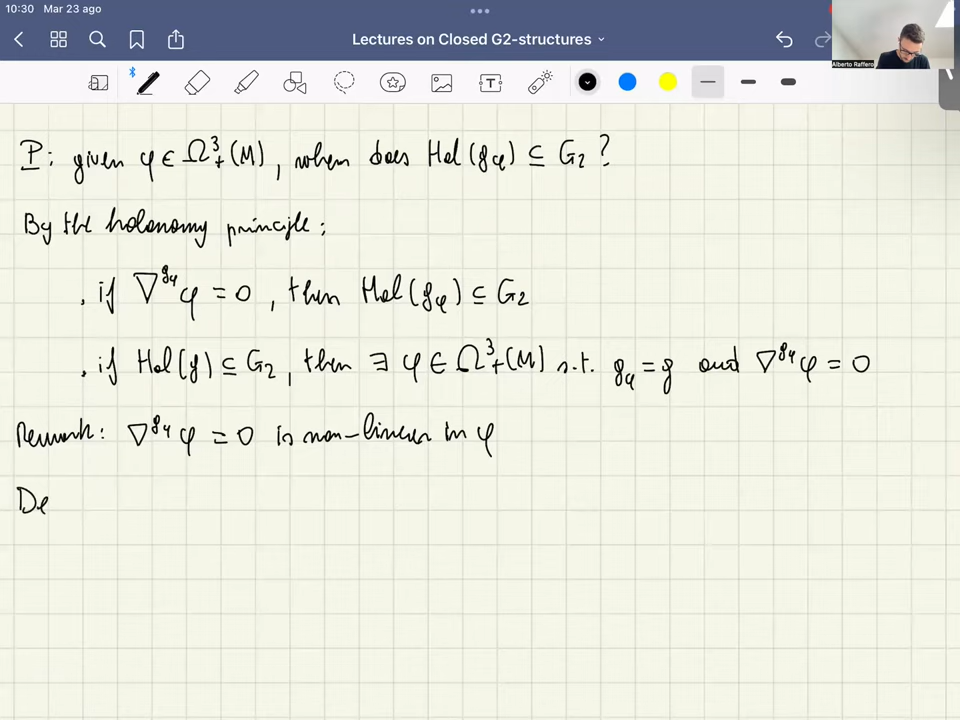 10:30 Mar 23 ago
Lectures on Closed G2-structures
Alberto Raffero
P: given φ ∈ Ω³₊(M), when does Hol(g_φ) ⊆ G₂?
By the holonomy principle:
. if ∇^{g_φ} φ = 0, then Hol(g_φ) ⊆ G₂
. if Hol(g) ⊆ G₂, then ∃ φ ∈ Ω³₊(M) s.t. g_φ = g and ∇^{g_φ} φ = 0
Remark: ∇^{g_φ} φ = 0 is non-linear in φ
De